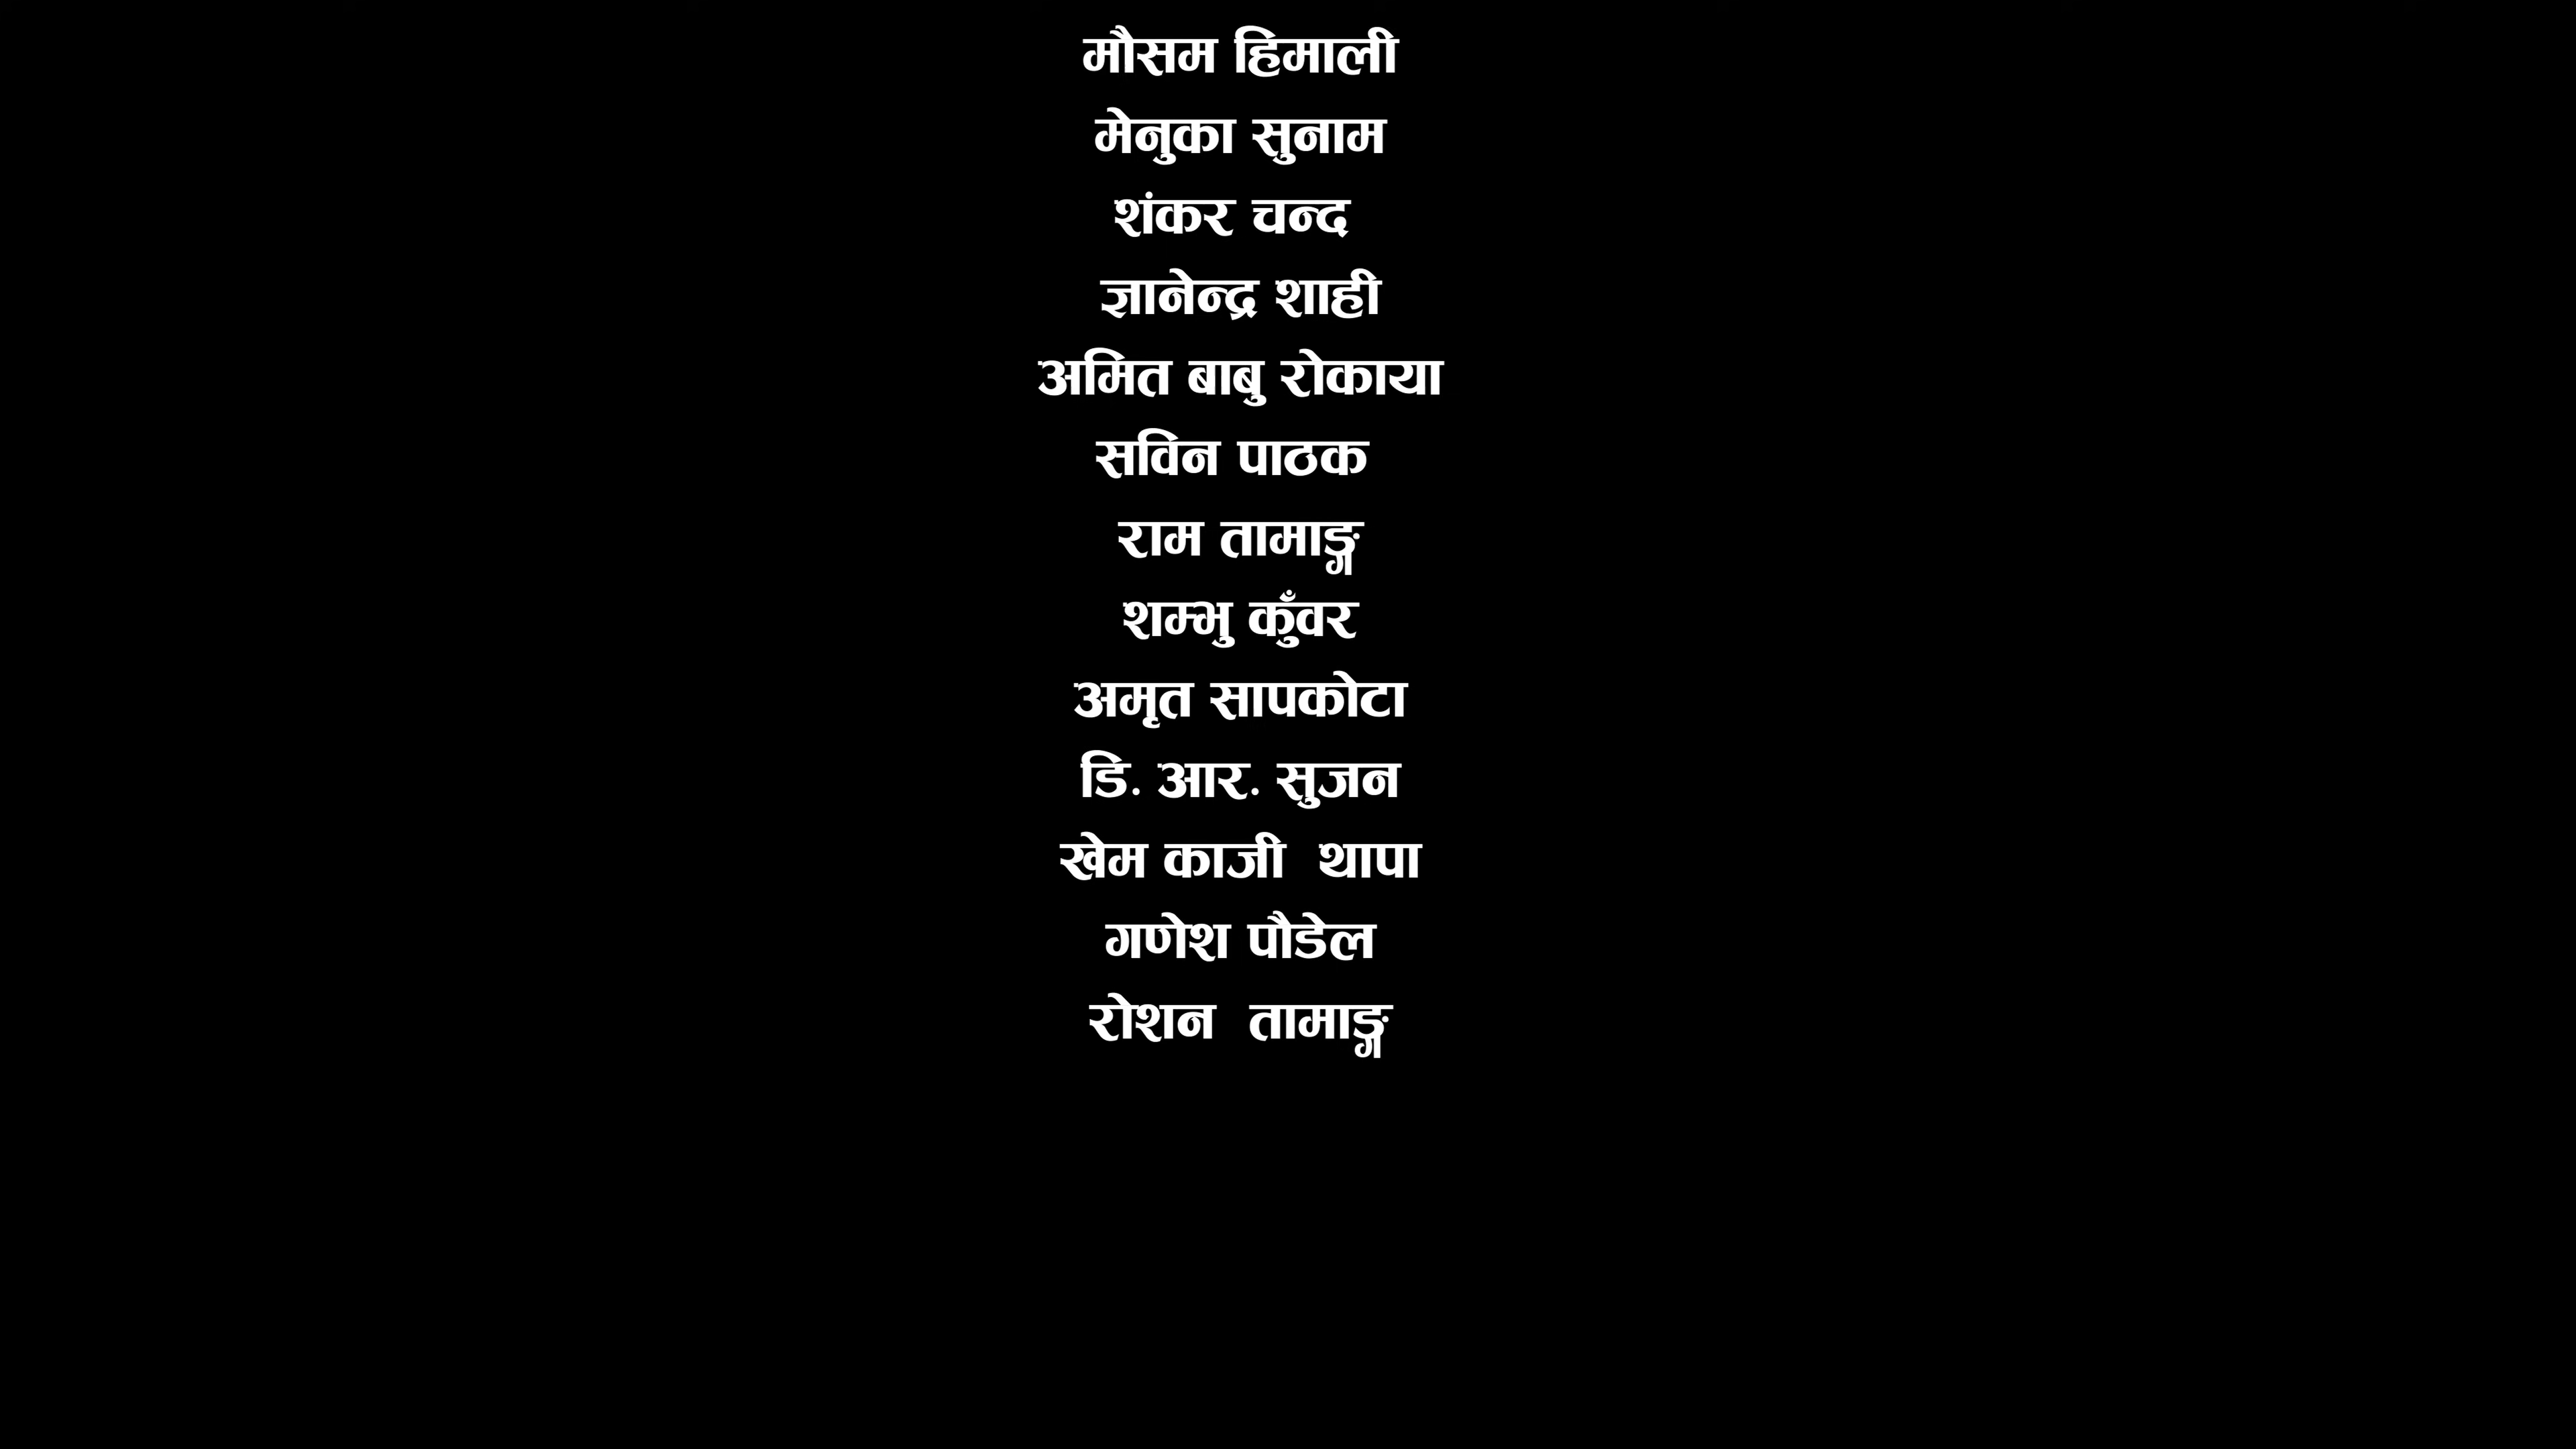 मौसम हिमाली
मेनुका सुनाम
शंकर चन्द
ज्ञानेन्द्र शाही
अमित बाबु रोकाया
सविन पाठक
राम तामाङ्ग
शम्भु कुँवर
अमृत सापकोटा
डि. आर. सुजन
खेम काजी थापा
गणेश पौडेल
रोशन तामाङ्ग